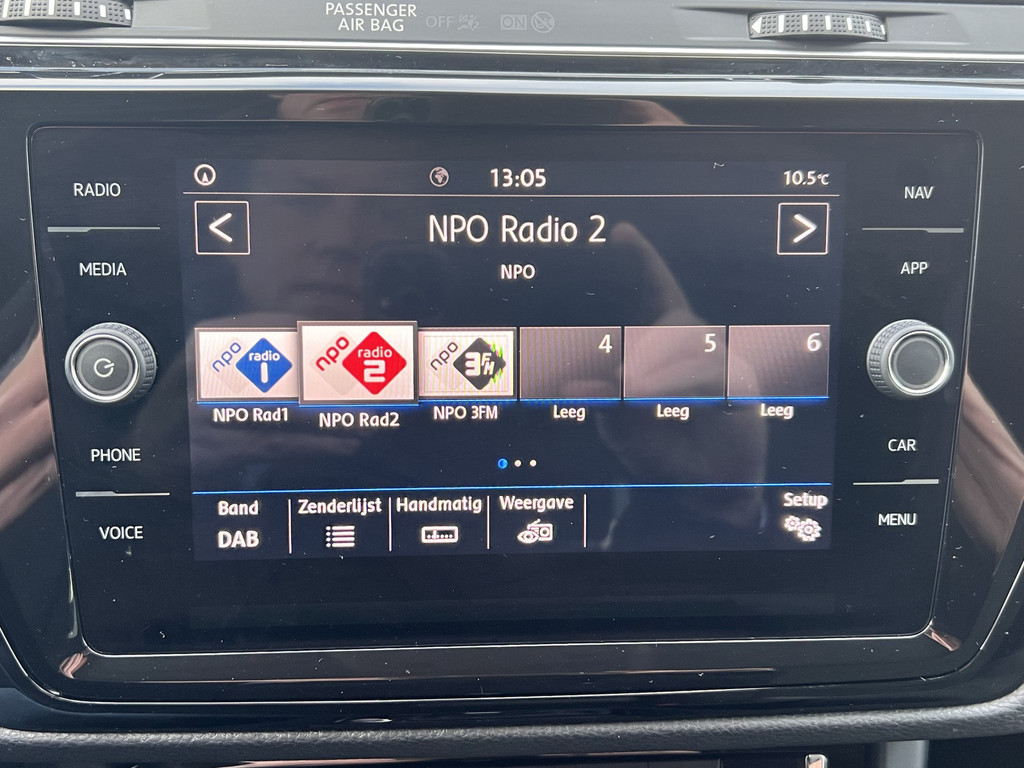 PASSENGER
AIR BAG OFF ON
RADIO
MEDIA
PHONE
VOICE
13:05
10.5°C
< NPO Radio 2 >
NPO
npo radio 1
npo radio 2
npo 3FM
4
5
6
NPO Rad1
NPO Rad2
NPO 3FM
Leeg
Leeg
Leeg
Band
DAB
Zenderlijst
Handmatig
Weergave
Setup
NAV
APP
CAR
MENU